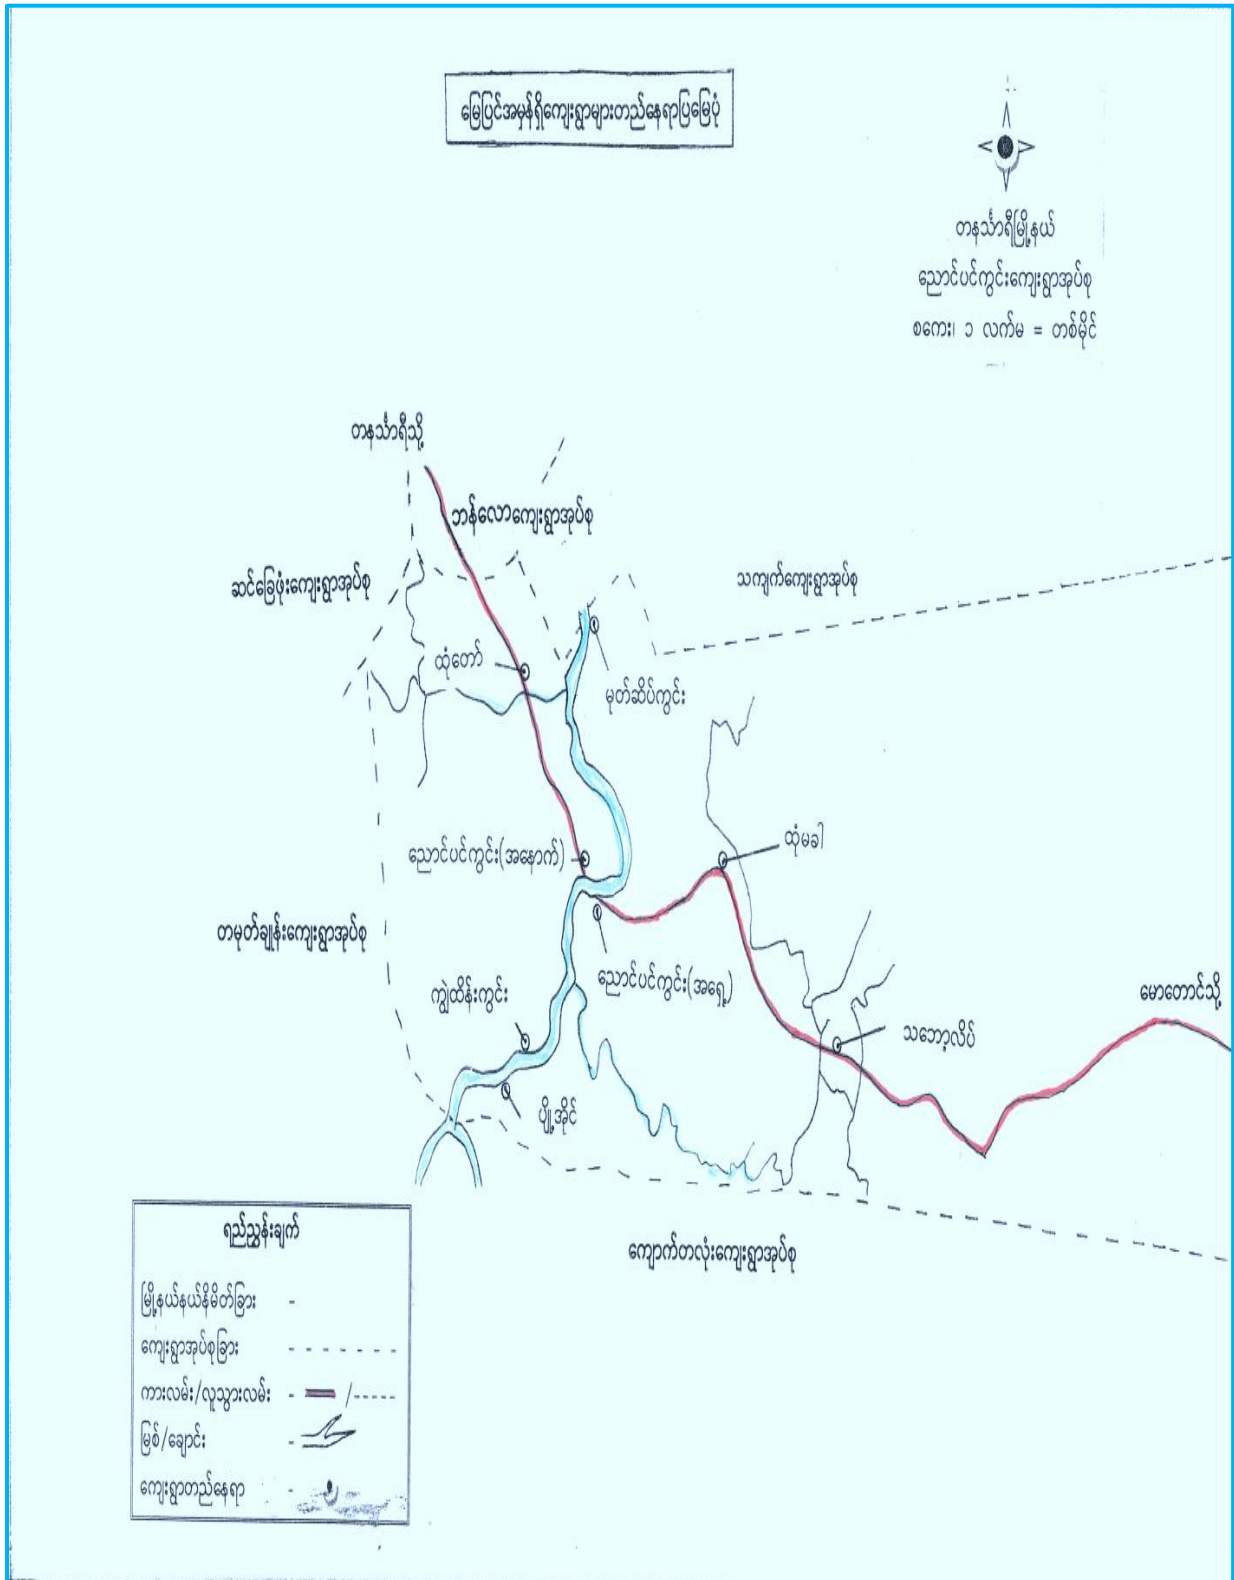 မြေပြင်အမှန်ရှိကျေးရွာများတည်နေရာပြမြေပုံ
တနင်္သာရီမြို့နယ်
ညောင်ပင်ကွင်းကျေးရွာအုပ်စု
စကေး၊ ၁ လက်မ = တစ်မိုင်
တနင်္သာရီသို့
ဘန်လောကျေးရွာအုပ်စု
ဆင်ခြေဖုံးကျေးရွာအုပ်စု
သကျက်ကျေးရွာအုပ်စု
ထုံတော်
မုတ်ဆိပ်ကွင်း
ထုံမခါ
ညောင်ပင်ကွင်း(အနောက်)
တမုတ်ချုန်းကျေးရွာအုပ်စု
ညောင်ပင်ကွင်း(အရှေ့)
ကျွဲထိန်းကွင်း
မောတောင်သို့
သဘော့လိပ်
ပျို့အိုင်
ကျောက်တလုံးကျေးရွာအုပ်စု
ရည်ညွှန်းချက်
မြို့နယ်နယ်နိမိတ်ခြား -
ကျေးရွာအုပ်စုခြား -
ကားလမ်း/လူသွားလမ်း - /
မြစ်/ချောင်း -
ကျေးရွာတည်နေရာ -